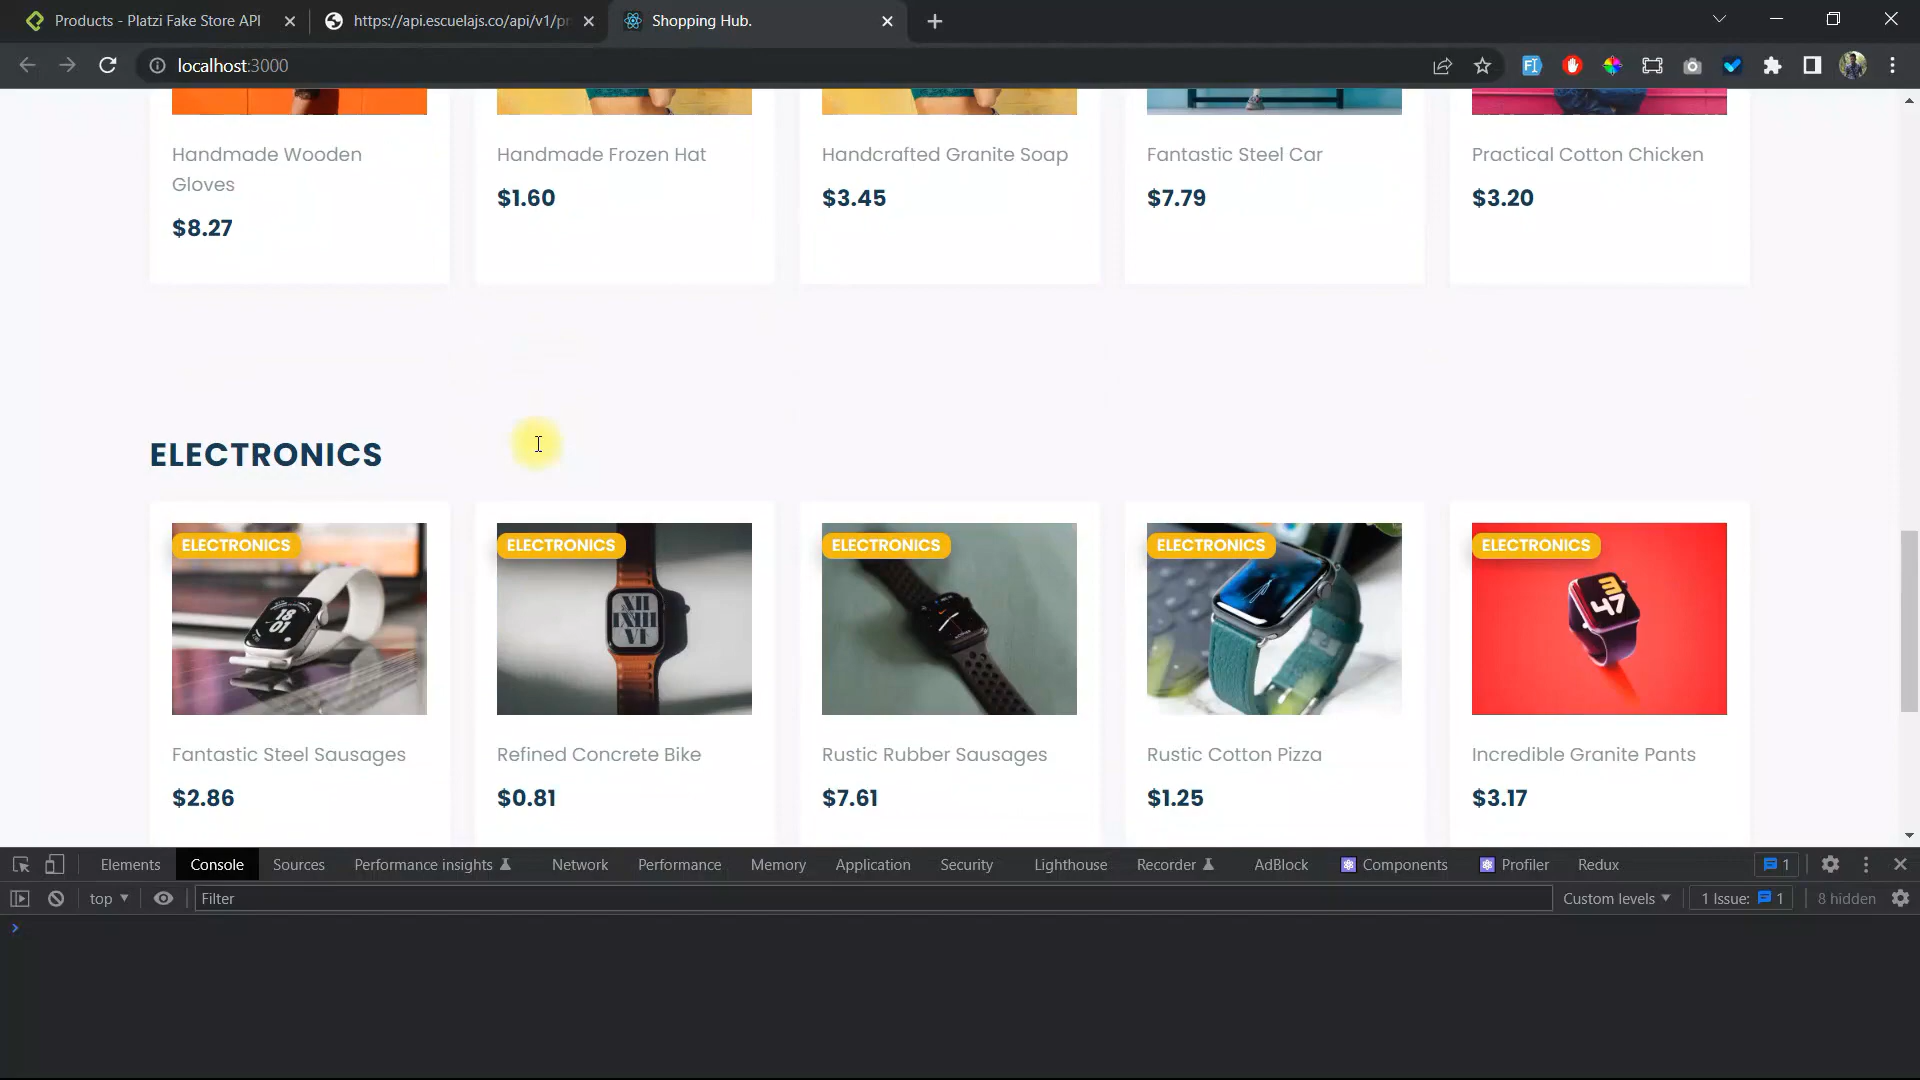 Products - Platzi Fake Store API
https://api.escuelajs.co/api/v1/pr
Shopping Hub.
localhost:3000
Handmade Wooden
Gloves
$8.27
Handmade Frozen Hat
$1.60
Handcrafted Granite Soap
$3.45
Fantastic Steel Car
$7.79
Practical Cotton Chicken
$3.20
ELECTRONICS
ELECTRONICS
Fantastic Steel Sausages
$2.86
ELECTRONICS
XII
Refined Concrete Bike
$0.81
ELECTRONICS
Rustic Rubber Sausages
$7.61
ELECTRONICS
Rustic Cotton Pizza
$1.25
ELECTRONICS
47
Incredible Granite Pants
$3.17
Elements Console Sources Performance insights Network Performance Memory Application Security Lighthouse Recorder AdBlock Components Profiler Redux 1
top Filter Custom levels 1 Issue: 1 8 hidden